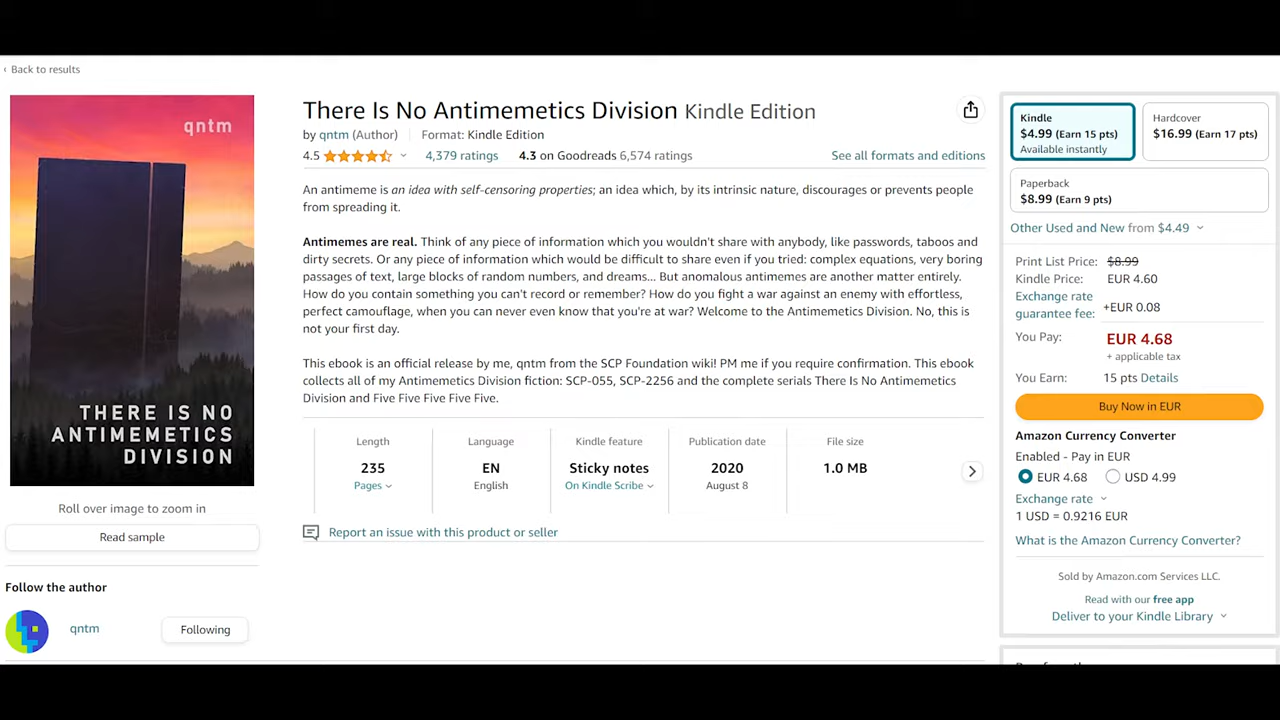 ‹ Back to results
qntm
THERE IS NO
ANTIMEMETICS
DIVISION
Roll over image to zoom in
Read sample
Follow the author
qntm
Following
There Is No Antimemetics Division Kindle Edition
by qntm (Author) Format: Kindle Edition
4.5 4,379 ratings 4.3 on Goodreads 6,574 ratings
See all formats and editions
An antimeme is an idea with self-censoring properties; an idea which, by its intrinsic nature, discourages or prevents people
from spreading it.
Antimemes are real. Think of any piece of information which you wouldn't share with anybody, like passwords, taboos and
dirty secrets. Or any piece of information which would be difficult to share even if you tried: complex equations, very boring
passages of text, large blocks of random numbers, and dreams... But anomalous antimemes are another matter entirely.
How do you contain something you can't record or remember? How do you fight a war against an enemy with effortless,
perfect camouflage, when you can never even know that you're at war? Welcome to the Antimemetics Division. No, this is
not your first day.
This ebook is an official release by me, qntm from the SCP Foundation wiki! PM me if you require confirmation. This ebook
collects all of my Antimemetics Division fiction: SCP-055, SCP-2256 and the complete serials There Is No Antimemetics
Division and Five Five Five Five Five.
Length
235
Pages
Language
EN
English
Kindle feature
Sticky notes
On Kindle Scribe
Publication date
2020
August 8
File size
1.0 MB
Report an issue with this product or seller
Kindle
$4.99 (Earn 15 pts)
Available instantly
Hardcover
$16.99 (Earn 17 pts)
Paperback
$8.99 (Earn 9 pts)
Other Used and New from $4.49
Print List Price: $8.99
Kindle Price: EUR 4.60
Exchange rate
guarantee fee: +EUR 0.08
You Pay: EUR 4.68
+ applicable tax
You Earn: 15 pts Details
Buy Now in EUR
Amazon Currency Converter
Enabled - Pay in EUR
EUR 4.68 USD 4.99
Exchange rate
1 USD = 0.9216 EUR
What is the Amazon Currency Converter?
Sold by Amazon.com Services LLC.
Read with our free app
Deliver to your Kindle Library